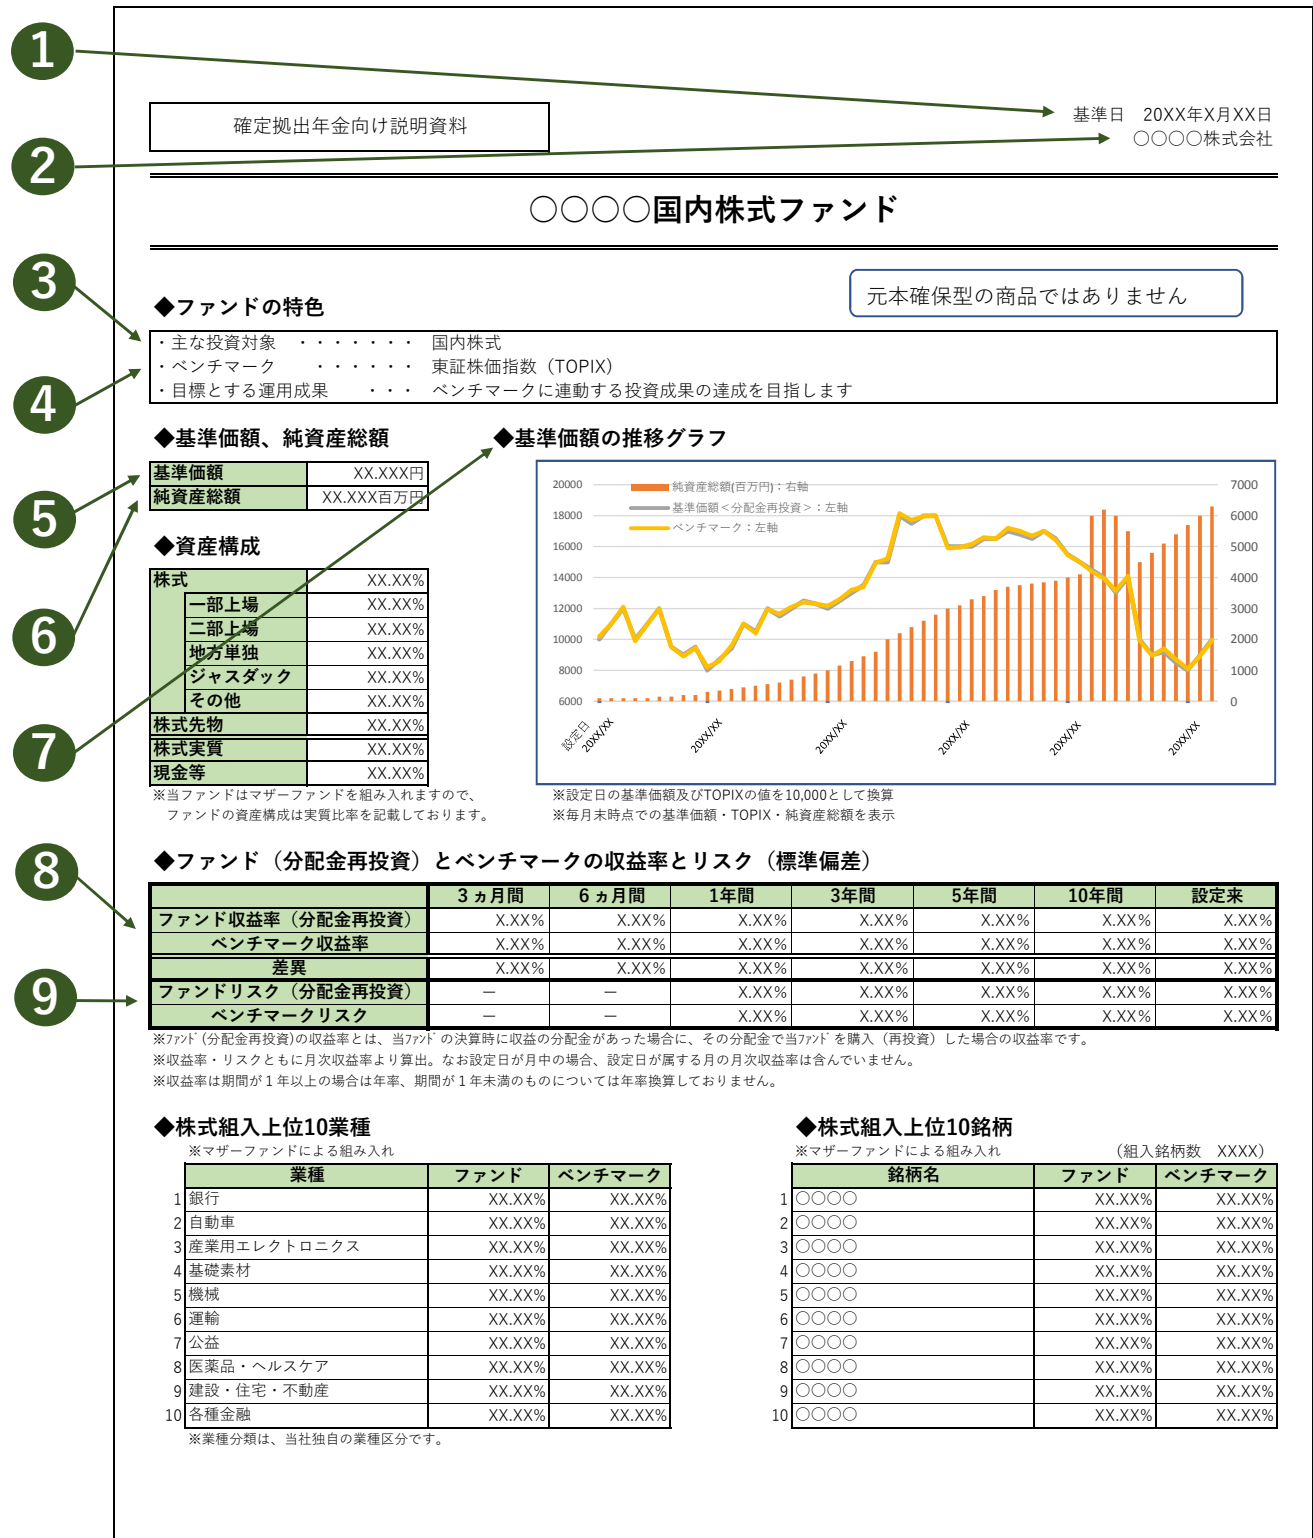 1
2
3
4
5
6
7
8
9
確定拠出年金向け説明資料
基準日　20XX年X月XX日
○○○○株式会社
○○○○国内株式ファンド
元本確保型の商品ではありません
◆ファンドの特色
・主な投資対象　・・・・・・・　国内株式
・ベンチマーク　　・・・・・・　東証株価指数（TOPIX）
・目標とする運用成果　　・・・　ベンチマークに連動する投資成果の達成を目指します
◆基準価額、純資産総額
基準価額　XX.XXX円
純資産総額　XX.XXX百万円
◆資産構成
株式　XX.XX%
一部上場　XX.XX%
二部上場　XX.XX%
地方単独　XX.XX%
ジャスダック　XX.XX%
その他　XX.XX%
株式先物　XX.XX%
株式実質　XX.XX%
現金等　XX.XX%
※当ファンドはマザーファンドを組み入れますので、
ファンドの資産構成は実質比率を記載しております。
◆基準価額の推移グラフ
純資産総額(百万円)：右軸
基準価額＜分配金再投資＞：左軸
ベンチマーク：左軸
20000　7000
18000　6000
16000　5000
14000　4000
12000　3000
10000　2000
8000　1000
6000　0
設定日　20XX/XX　20XX/XX　20XX/XX　20XX/XX　20XX/XX　20XX/XX
※設定日の基準価額及びTOPIXの値を10,000として換算
※毎月末時点での基準価額・TOPIX・純資産総額を表示
◆ファンド（分配金再投資）とベンチマークの収益率とリスク（標準偏差）
３ヵ月間　６ヵ月間　1年間　3年間　5年間　10年間　設定来
ファンド収益率（分配金再投資）　X.XX%　X.XX%　X.XX%　X.XX%　X.XX%　X.XX%　X.XX%
ベンチマーク収益率　X.XX%　X.XX%　X.XX%　X.XX%　X.XX%　X.XX%　X.XX%
差異　X.XX%　X.XX%　X.XX%　X.XX%　X.XX%　X.XX%　X.XX%
ファンドリスク（分配金再投資）　－　－　X.XX%　X.XX%　X.XX%　X.XX%　X.XX%
ベンチマークリスク　－　－　X.XX%　X.XX%　X.XX%　X.XX%　X.XX%
※ﾌｧﾝﾄﾞ(分配金再投資)の収益率とは、当ﾌｧﾝﾄﾞの決算時に収益の分配金があった場合に、その分配金で当ﾌｧﾝﾄﾞを購入（再投資）した場合の収益率です。
※収益率・リスクともに月次収益率より算出。なお設定日が月中の場合、設定日が属する月の月次収益率は含んでいません。
※収益率は期間が１年以上の場合は年率、期間が１年未満のものについては年率換算しておりません。
◆株式組入上位10業種
※マザーファンドによる組み入れ
業種　ファンド　ベンチマーク
1　銀行　XX.XX%　XX.XX%
2　自動車　XX.XX%　XX.XX%
3　産業用エレクトロニクス　XX.XX%　XX.XX%
4　基礎素材　XX.XX%　XX.XX%
5　機械　XX.XX%　XX.XX%
6　運輸　XX.XX%　XX.XX%
7　公益　XX.XX%　XX.XX%
8　医薬品・ヘルスケア　XX.XX%　XX.XX%
9　建設・住宅・不動産　XX.XX%　XX.XX%
10　各種金融　XX.XX%　XX.XX%
※業種分類は、当社独自の業種区分です。
◆株式組入上位10銘柄
※マザーファンドによる組み入れ　（組入銘柄数　XXXX）
銘柄名　ファンド　ベンチマーク
1　○○○○　XX.XX%　XX.XX%
2　○○○○　XX.XX%　XX.XX%
3　○○○○　XX.XX%　XX.XX%
4　○○○○　XX.XX%　XX.XX%
5　○○○○　XX.XX%　XX.XX%
6　○○○○　XX.XX%　XX.XX%
7　○○○○　XX.XX%　XX.XX%
8　○○○○　XX.XX%　XX.XX%
9　○○○○　XX.XX%　XX.XX%
10　○○○○　XX.XX%　XX.XX%